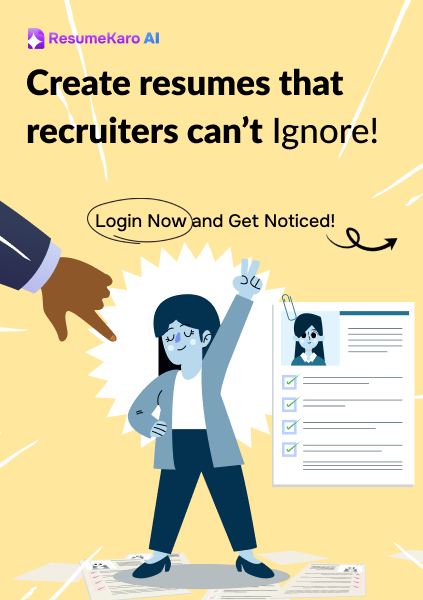 ResumeKaro AI
Create resumes that
recruiters can’t Ignore!
Login Now and Get Noticed!